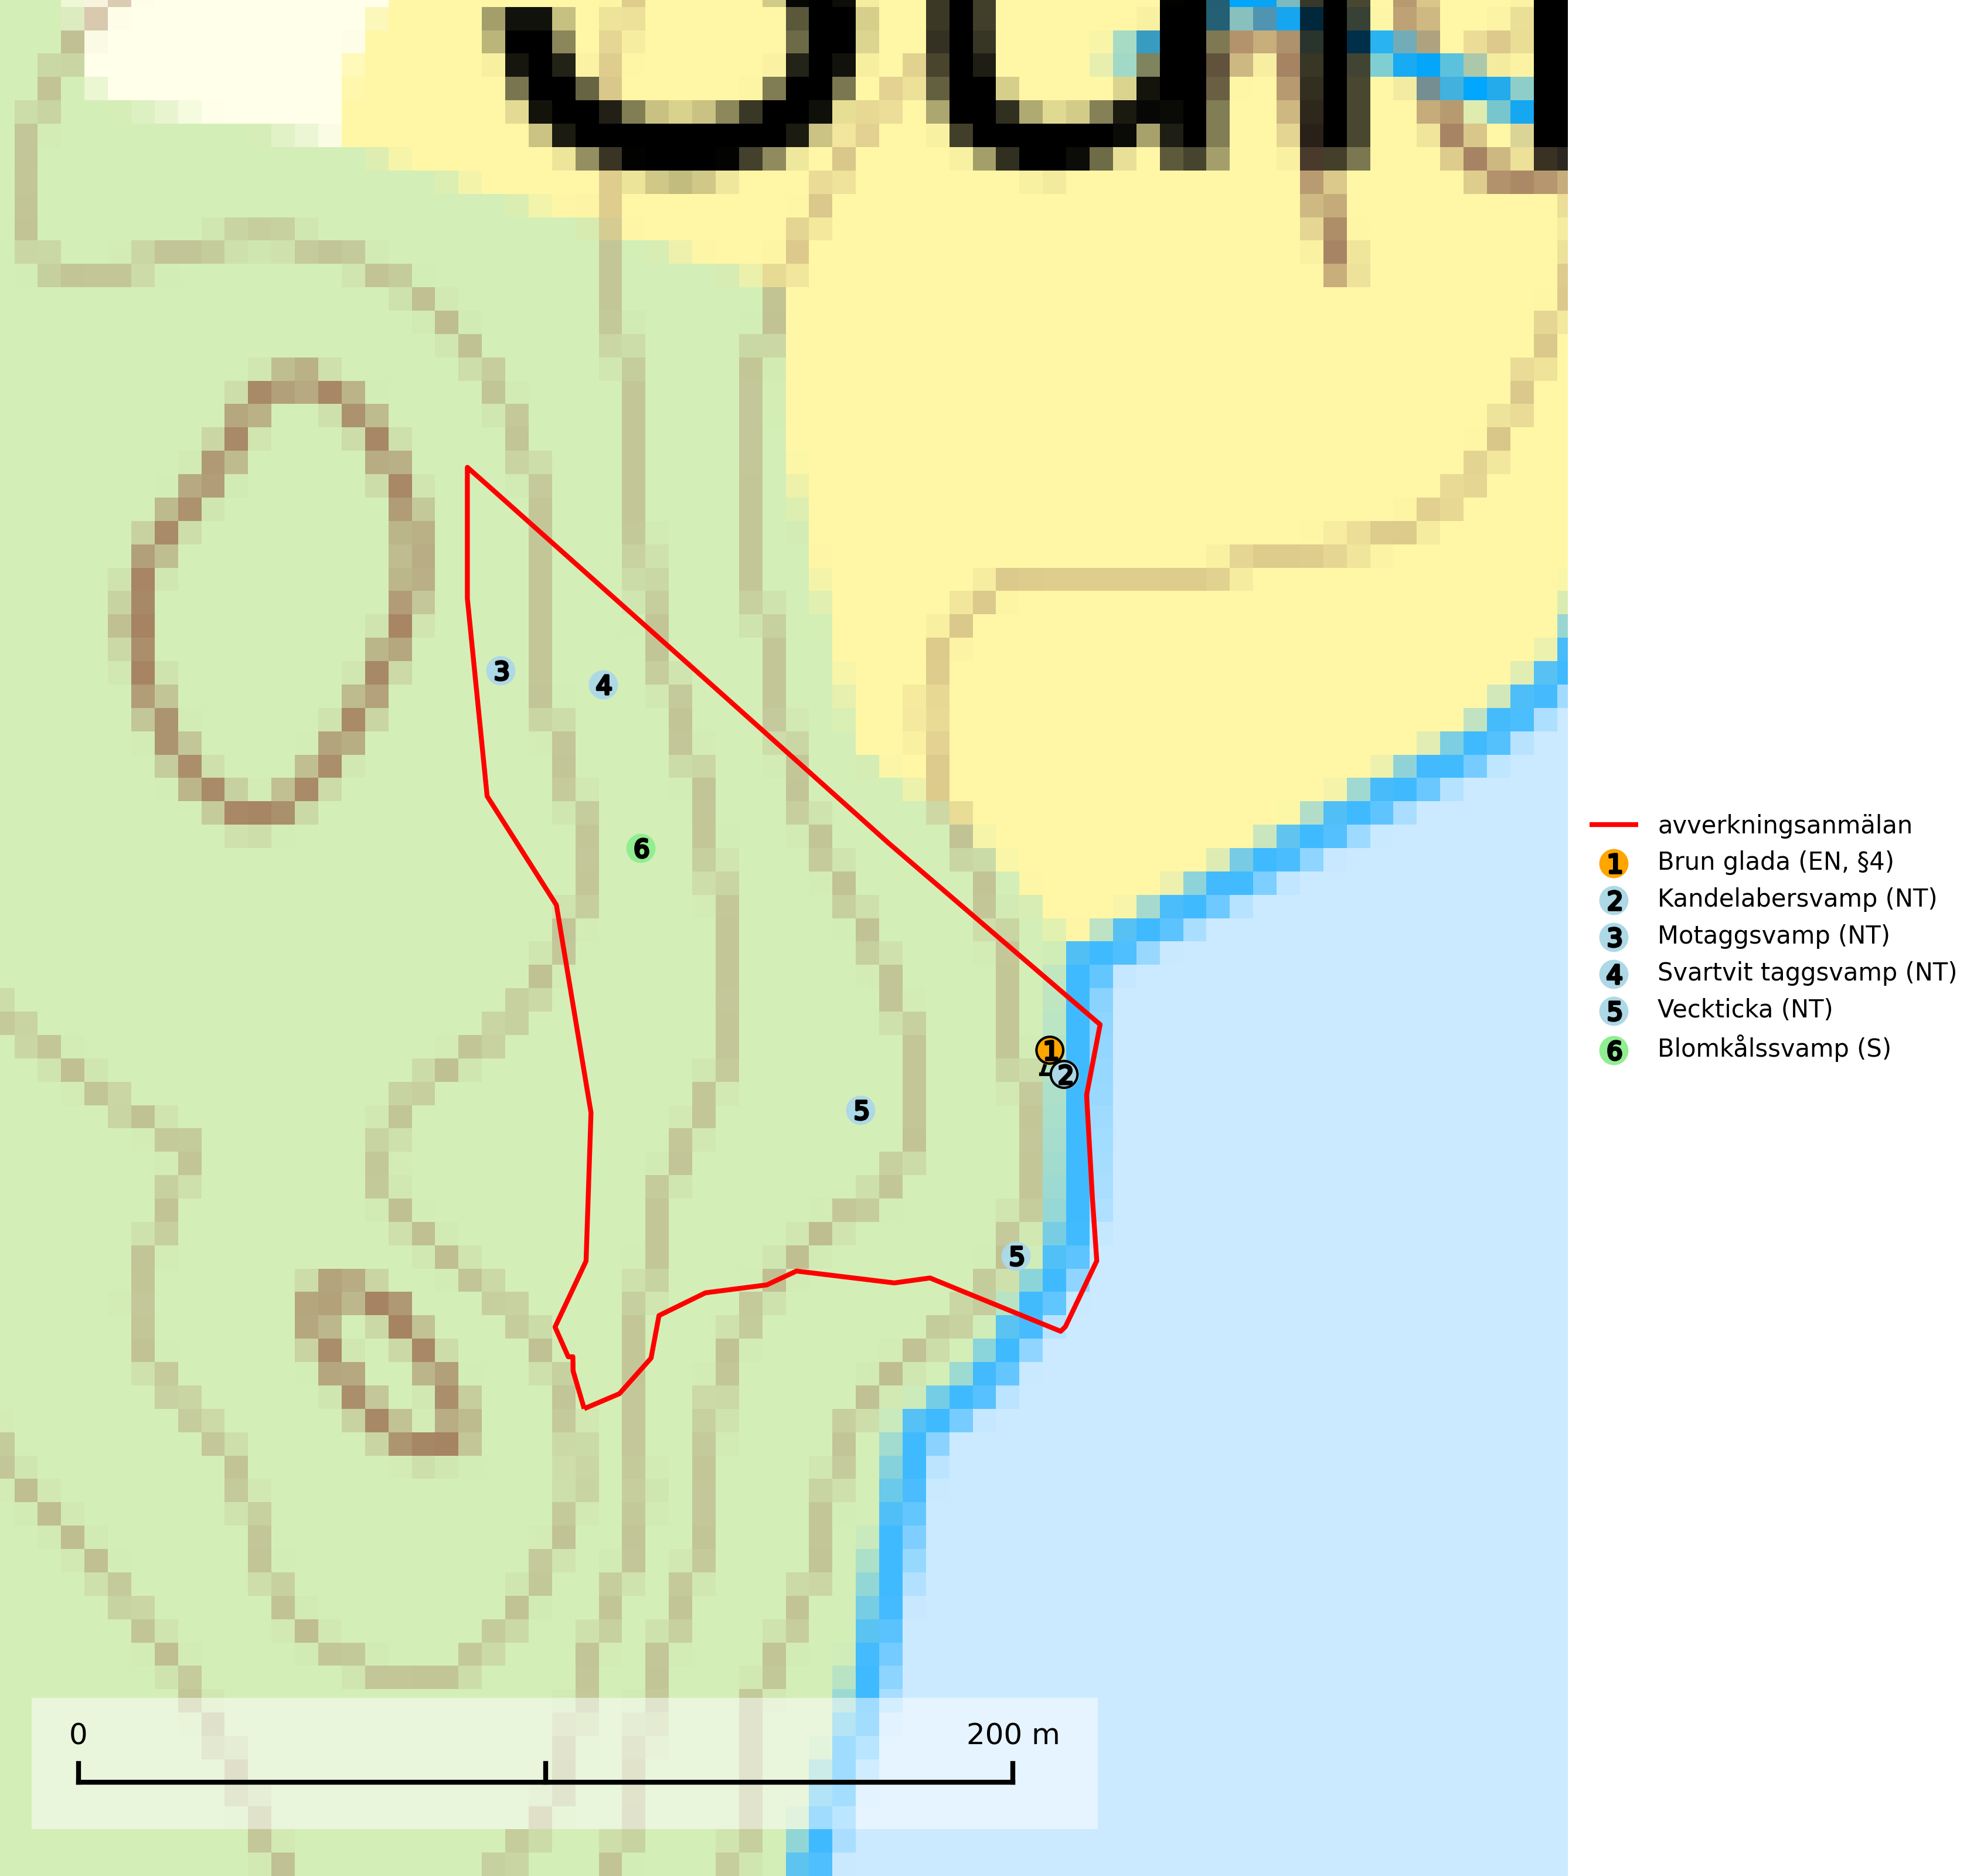 3
4
6
1
2
5
5
avverkningsanmälan
1 Brun glada (EN, §4)
2 Kandelabersvamp (NT)
3 Motaggsvamp (NT)
4 Svartvit taggsvamp (NT)
5 Veckticka (NT)
6 Blomkålssvamp (S)
0 200 m